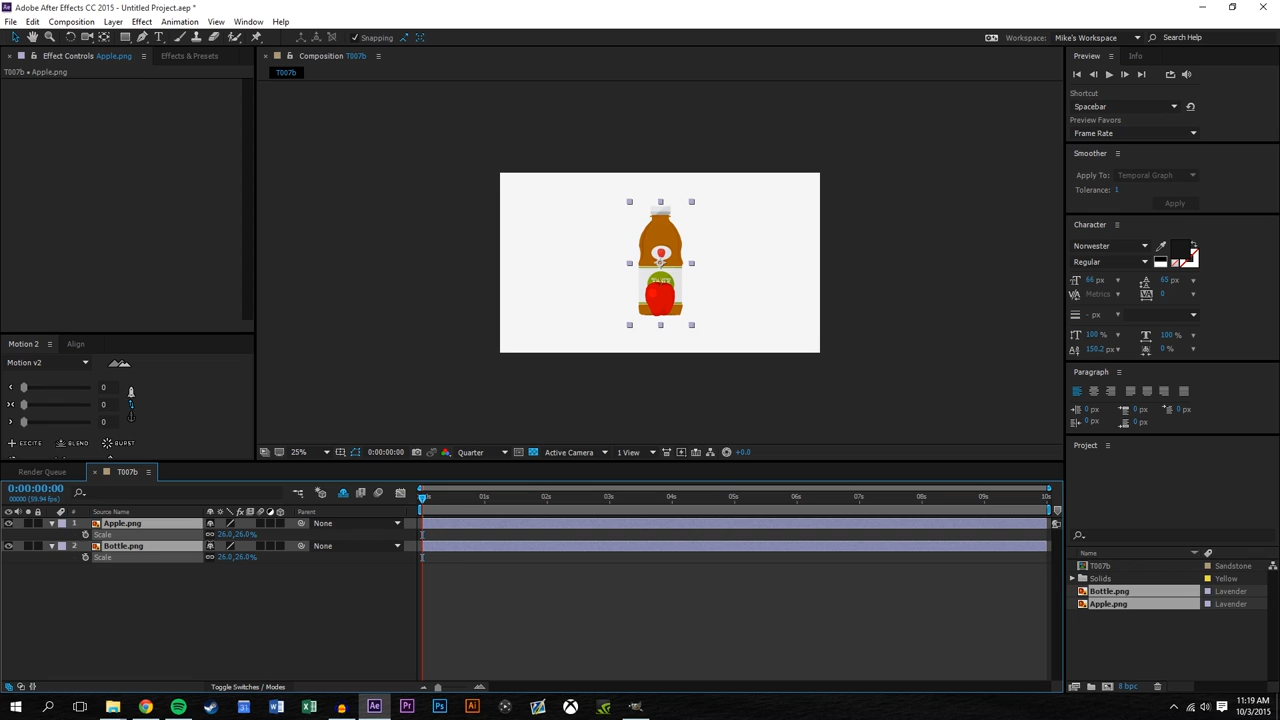 Adobe After Effects CC 2015 - Untitled Project.aep *
File Edit Composition Layer Effect Animation View Window Help
Snapping Workspace: Mike's Workspace Search Help
Effect Controls Apple.png Effects & Presets
T007b • Apple.png
Composition T007b
T007b
Preview Info
Shortcut
Spacebar
Preview Favors
Frame Rate
Smoother
Apply To: Temporal Graph
Tolerance: 1
Apply
Character
Norwester
Regular
66 px 65 px
Metrics 0
- px
100 % 100 %
150.2 px 0 %
Paragraph
0 px 0 px 0 px
0 px 0 px
Project
Motion 2 Align
Motion v2
0
0
0
EXCITE BLEND BURST
25% 0:00:00:00 Quarter Active Camera 1 View +0.0
Render Queue T007b
0:00:00:00
00000 (59.94 fps)
# Source Name Parent
1 Apple.png None
Scale 26.0,26.0%
2 Bottle.png None
Scale 26.0,26.0%
01s 02s 03s 04s 05s 06s 07s 08s 09s 10s
Toggle Switches / Modes
Name
T007b Sandstone
Solids Yellow
Bottle.png Lavender
Apple.png Lavender
8 bpc
11:19 AM
10/3/2015